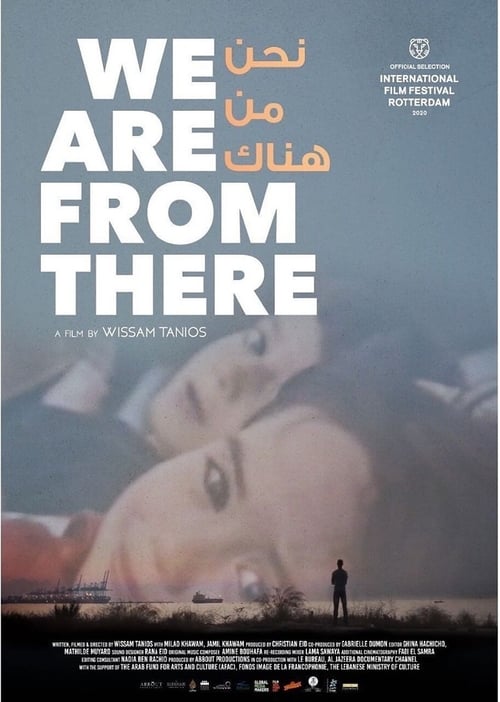 WE نحن
ARE من
FROM هناك
THERE
A FILM BY WISSAM TANIOS
OFFICIAL SELECTION
INTERNATIONAL
FILM FESTIVAL
ROTTERDAM
2020
WRITTEN, FILMED & DIRECTED BY WISSAM TANIOS WITH MILAD KHAWAM, JAMIL KHAWAM PRODUCED BY CHRISTIAN EID CO-PRODUCED BY GABRIELLE DUMON EDITOR GHINA HACHICHO,
MATHILDE MUYARD SOUND DESIGNER RANA EID ORIGINAL MUSIC COMPOSER AMINE BOUHAFA RE-RECORDING MIXER LAMA SAWAYA ADDITIONAL CINEMATOGRAPHY FADI EL SAMRA
EDITING CONSULTANT NADIA BEN RACHID PRODUCED BY ABBOUT PRODUCTIONS IN CO-PRODUCTION WITH LE BUREAU, AL JAZEERA DOCUMENTARY CHANNEL
WITH THE SUPPORT OF THE ARAB FUND FOR ARTS AND CULTURE (AFAC), FONDS IMAGE DE LA FRANCOPHONIE, THE LEBANESE MINISTRY OF CULTURE
ABBOUT